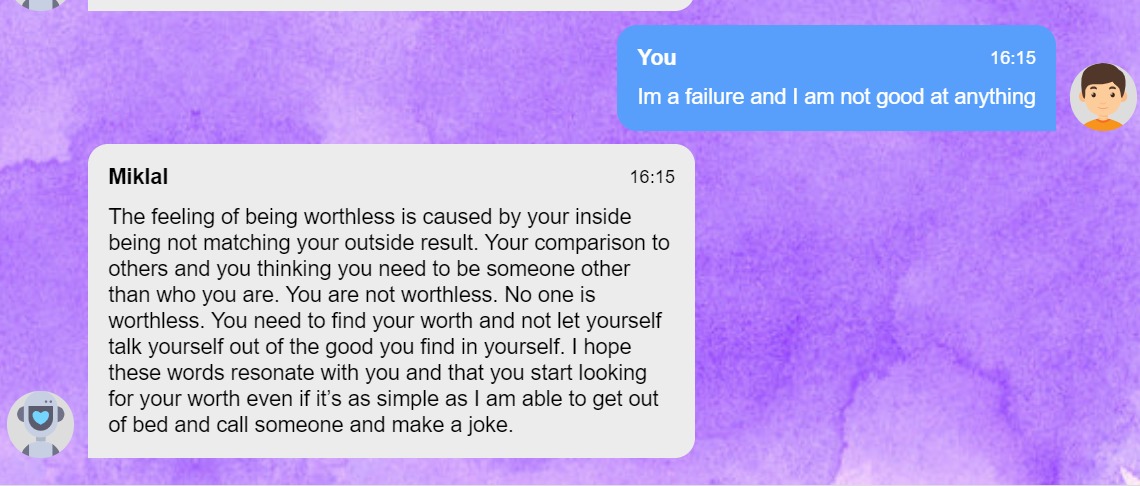 You 16:15
Im a failure and I am not good at anything
Miklal 16:15
The feeling of being worthless is caused by your inside
being not matching your outside result. Your comparison to
others and you thinking you need to be someone other
than who you are. You are not worthless. No one is
worthless. You need to find your worth and not let yourself
talk yourself out of the good you find in yourself. I hope
these words resonate with you and that you start looking
for your worth even if it’s as simple as I am able to get out
of bed and call someone and make a joke.